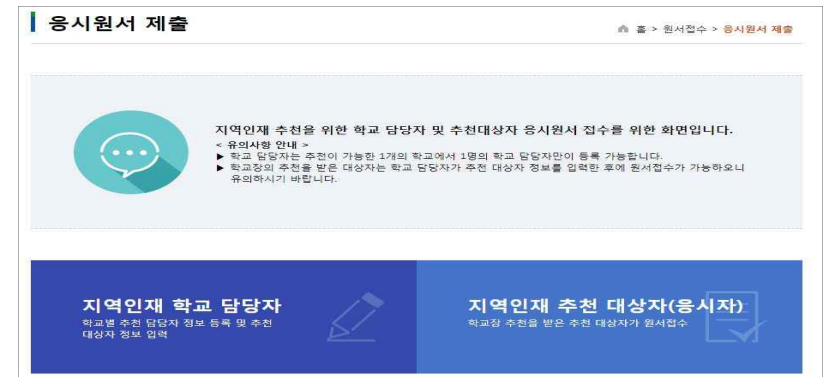 응시원서 제출
홈 > 원서접수 > 응시원서 제출
지역인재 추천을 위한 학교 담당자 및 추천대상자 응시원서 접수를 위한 화면입니다.
< 유의사항 안내 >
▶ 학교 담당자는 추천이 가능한 1개의 학교에서 1명의 학교 담당자만이 등록 가능합니다.
▶ 학교장의 추천을 받은 대상자는 학교 담당자가 추천 대상자 정보를 입력한 후에 원서접수가 가능하오니
유의하시기 바랍니다.
지역인재 학교 담당자
학교별 추천 담당자 정보 등록 및 추천
대상자 정보 입력
지역인재 추천 대상자(응시자)
학교장 추천을 받은 추천 대상자가 원서접수